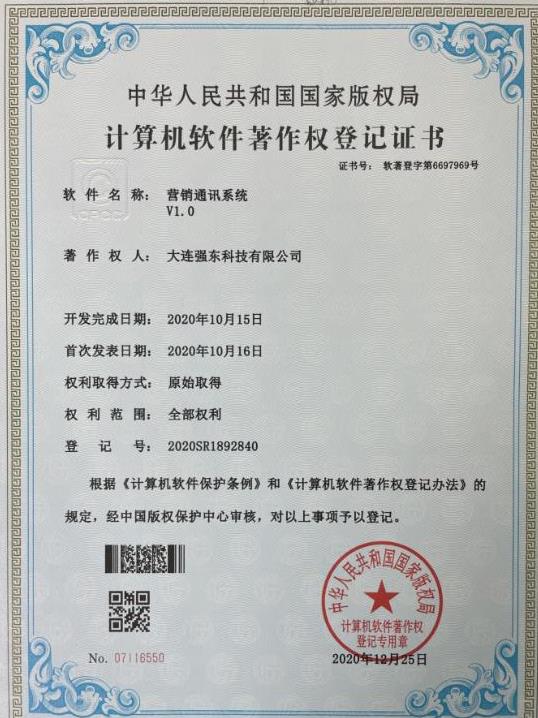 中华人民共和国国家版权局
计算机软件著作权登记证书
证书号： 软著登字第6697969号
CPCC
软件名称： 营销通讯系统
V1.0
著作权人： 大连强东科技有限公司
开发完成日期： 2020年10月15日
首次发表日期： 2020年10月16日
权利取得方式： 原始取得
权利范围： 全部权利
登记号： 2020SR1892840
根据《计算机软件保护条例》和《计算机软件著作权登记办法》的
规定，经中国版权保护中心审核，对以上事项予以登记。
中华人民共和国国家版权局
计算机软件著作权
登记专用章
No. 07116550
2020年12月25日